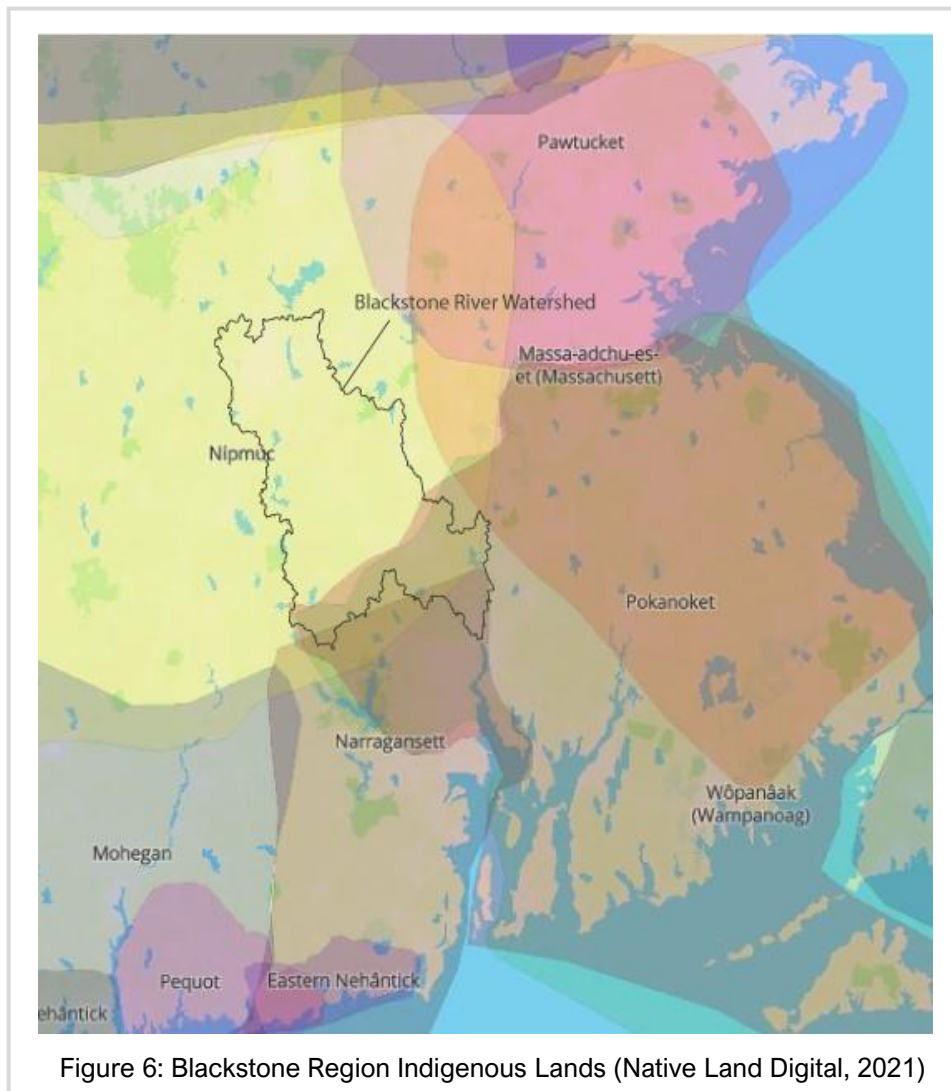 Pawtucket
Blackstone River Watershed
Massa-adchu-es-
et (Massachusett)
Nipmuc
Pokanoket
Narragansett
Wôpanâak
(Wampanoag)
Mohegan
Pequot
Eastern Nehântick
ehântick
Figure 6: Blackstone Region Indigenous Lands (Native Land Digital, 2021)